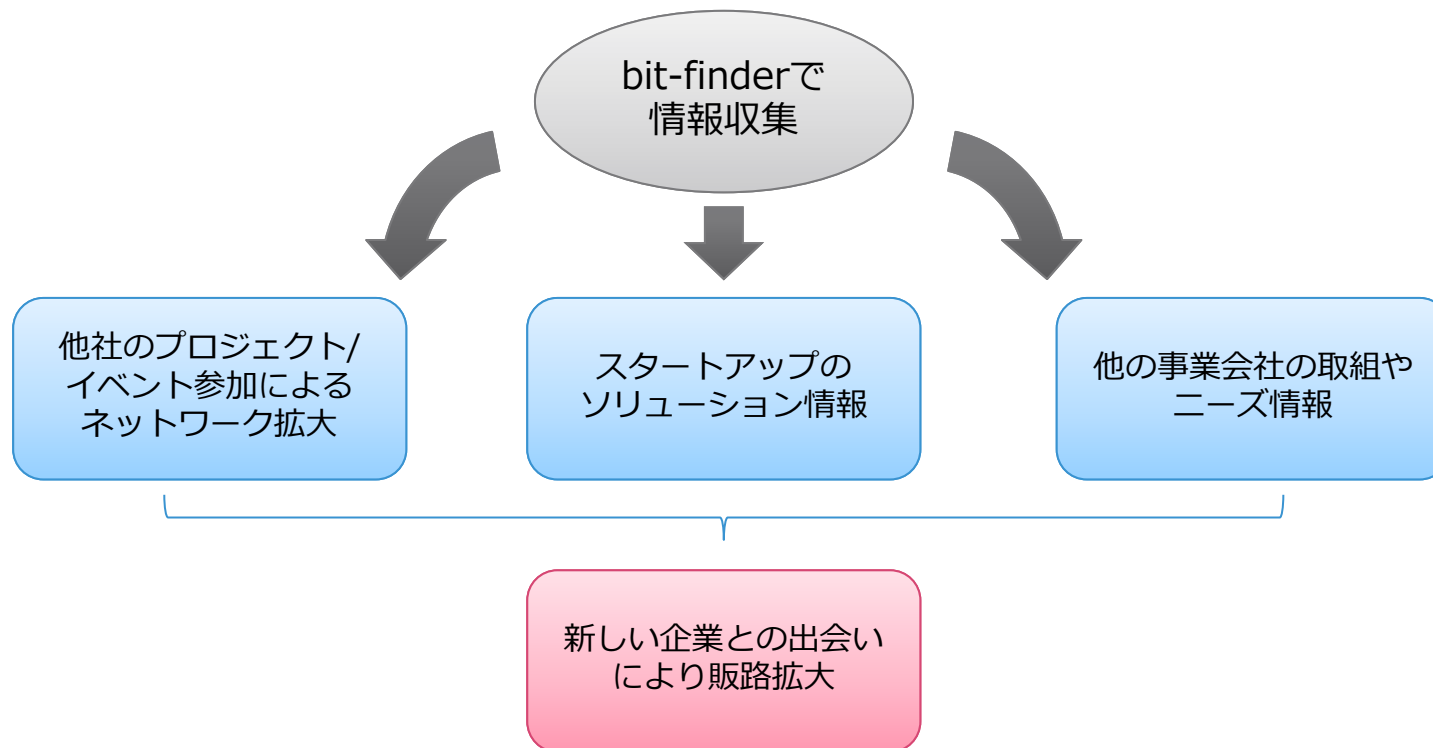 bit-finderで
情報収集
他社のプロジェクト/
イベント参加による
ネットワーク拡大
スタートアップの
ソリューション情報
他の事業会社の取組や
ニーズ情報
新しい企業との出会い
により販路拡大